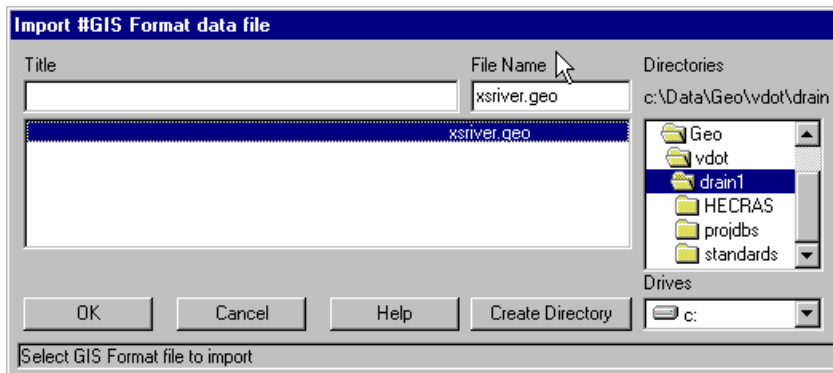 Import #GIS Format data file
Title
File Name
Directories
xsriver.geo
c:\Data\Geo\vdot\drain
xsriver.geo
Geo
vdot
drain1
HECRAS
projdbs
standards
Drives
OK
Cancel
Help
Create Directory
c:
Select GIS Format file to import